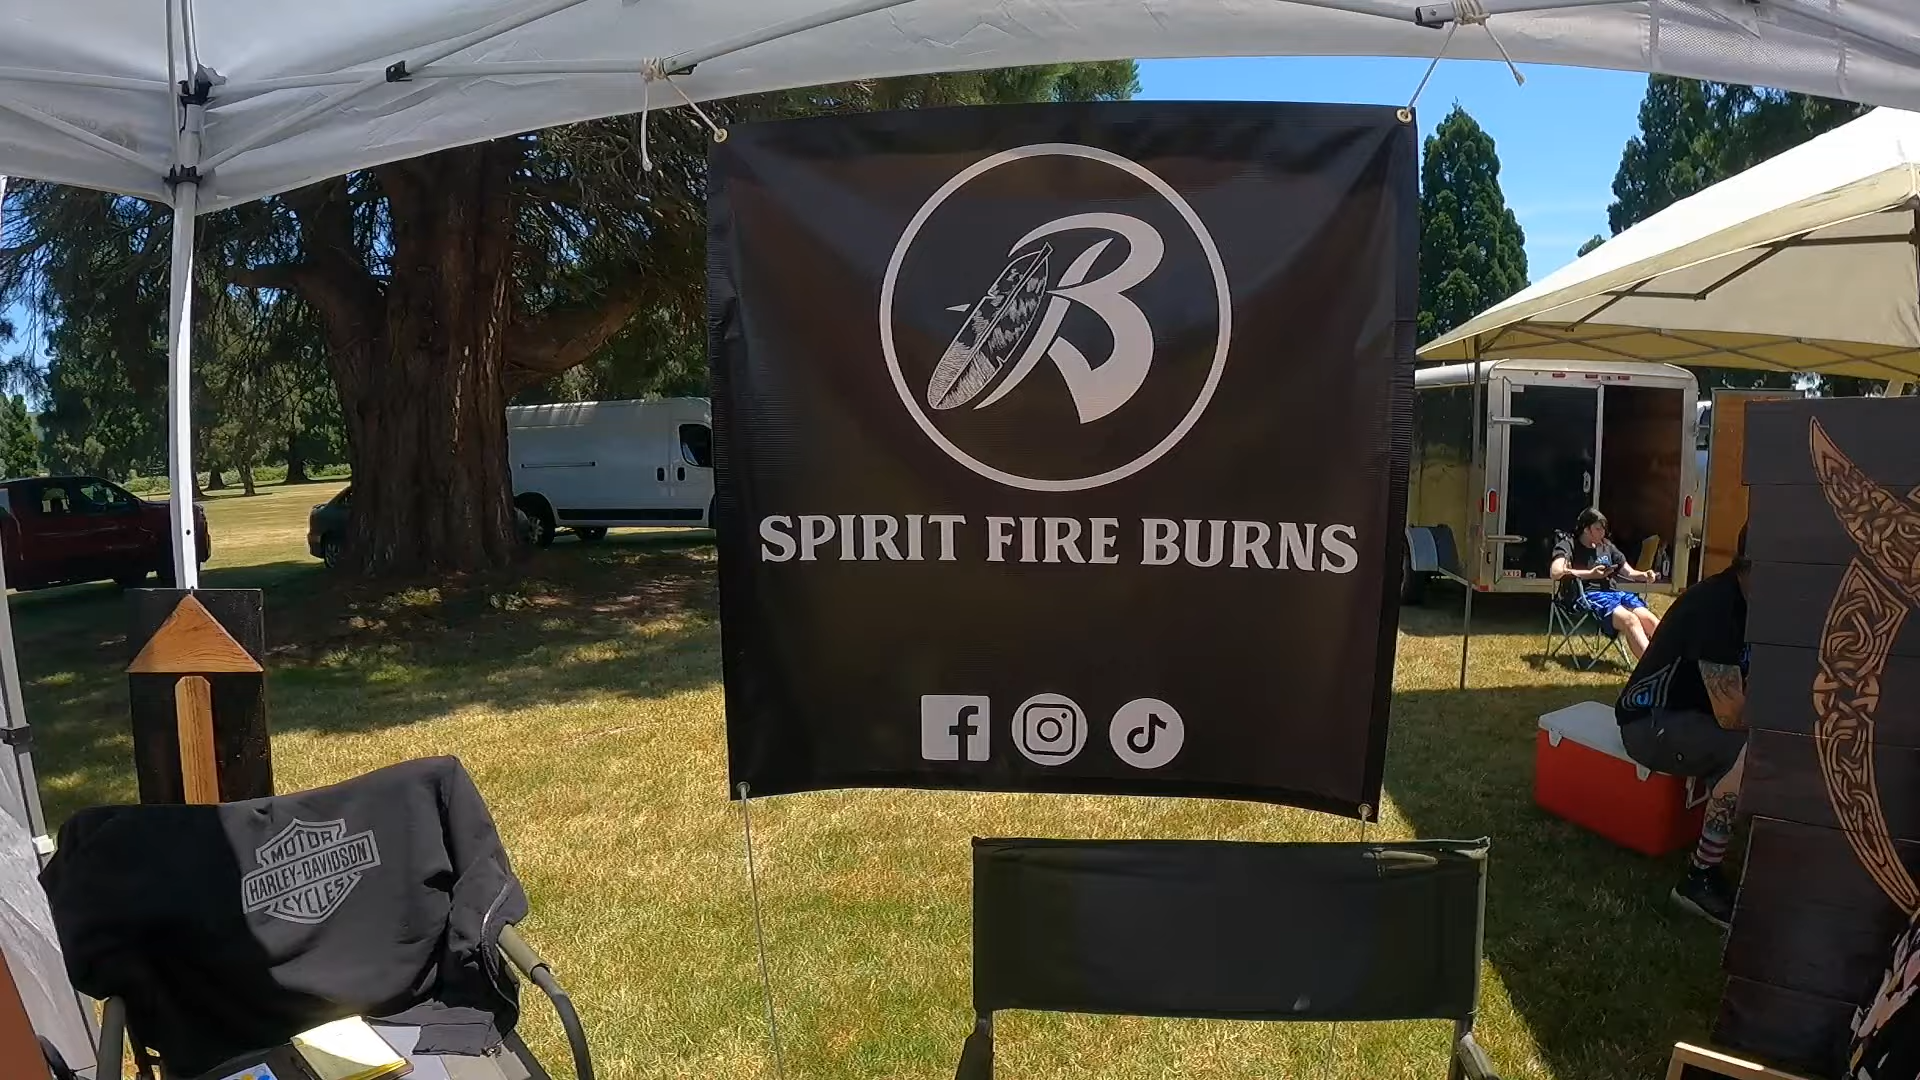 B
SPIRIT FIRE BURNS
MOTOR
HARLEY-DAVIDSON
CYCLES